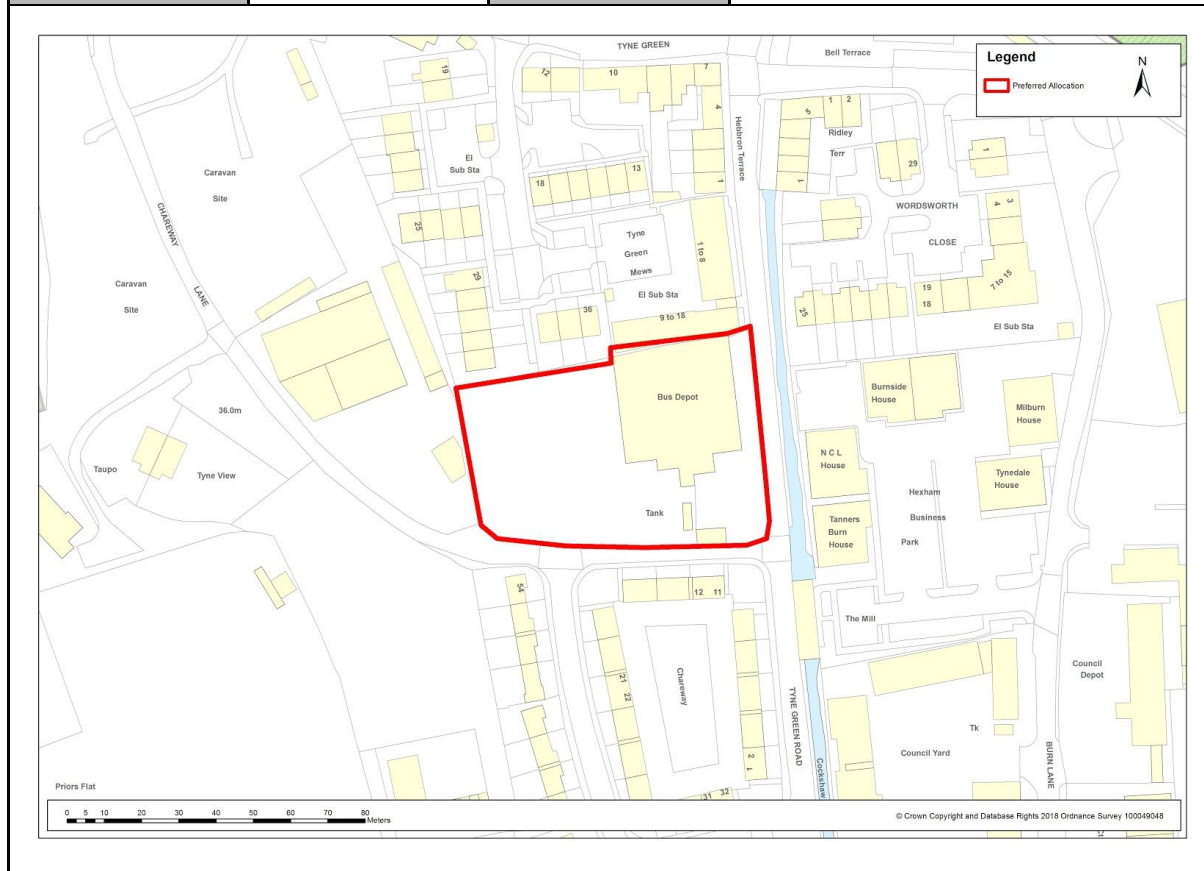 TYNE GREEN
Bell Terrace
Legend
N
Preferred Allocation
19
12
10
7
4
1
Hebbron Terrace
5
1
2
Ridley
Terr
1
29
1
El
Sub Sta
Caravan
Site
18
13
CHAREWAY
LANE
25
Tyne
Green
Mews
1 to 8
WORDSWORTH
CLOSE
4
3
7 to 15
19
18
25
Caravan
Site
29
El Sub Sta
36
9 to 18
El Sub Sta
Bus Depot
Burnside
House
Milburn
House
36.0m
Taupo
Tyne View
N C L
House
Tynedale
House
Hexham
Business
Park
Tank
Tanners
Burn
House
54
12
11
The Mill
Council
Depot
21
22
Chareway
TYNE GREEN ROAD
Tk
Council Yard
BURN LANE
Cockshaw
2
1
31
32
Priors Flat
0 5 10 20 30 40 50 60 70 80
Meters
© Crown Copyright and Database Rights 2018 Ordnance Survey 100049048